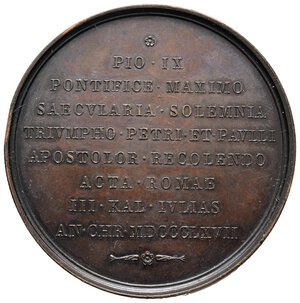 PIO · IX
PONTIFICE · MAXIMO
SAECVLARIA · SOLEMNIA
TRIVMPHO · PETRI · ET · PAVLLI
APOSTOLOR · RECOLENDO
ACTA · ROMAE
III · KAL · IVLIAS
AN · CHR · MDCCCLXVII